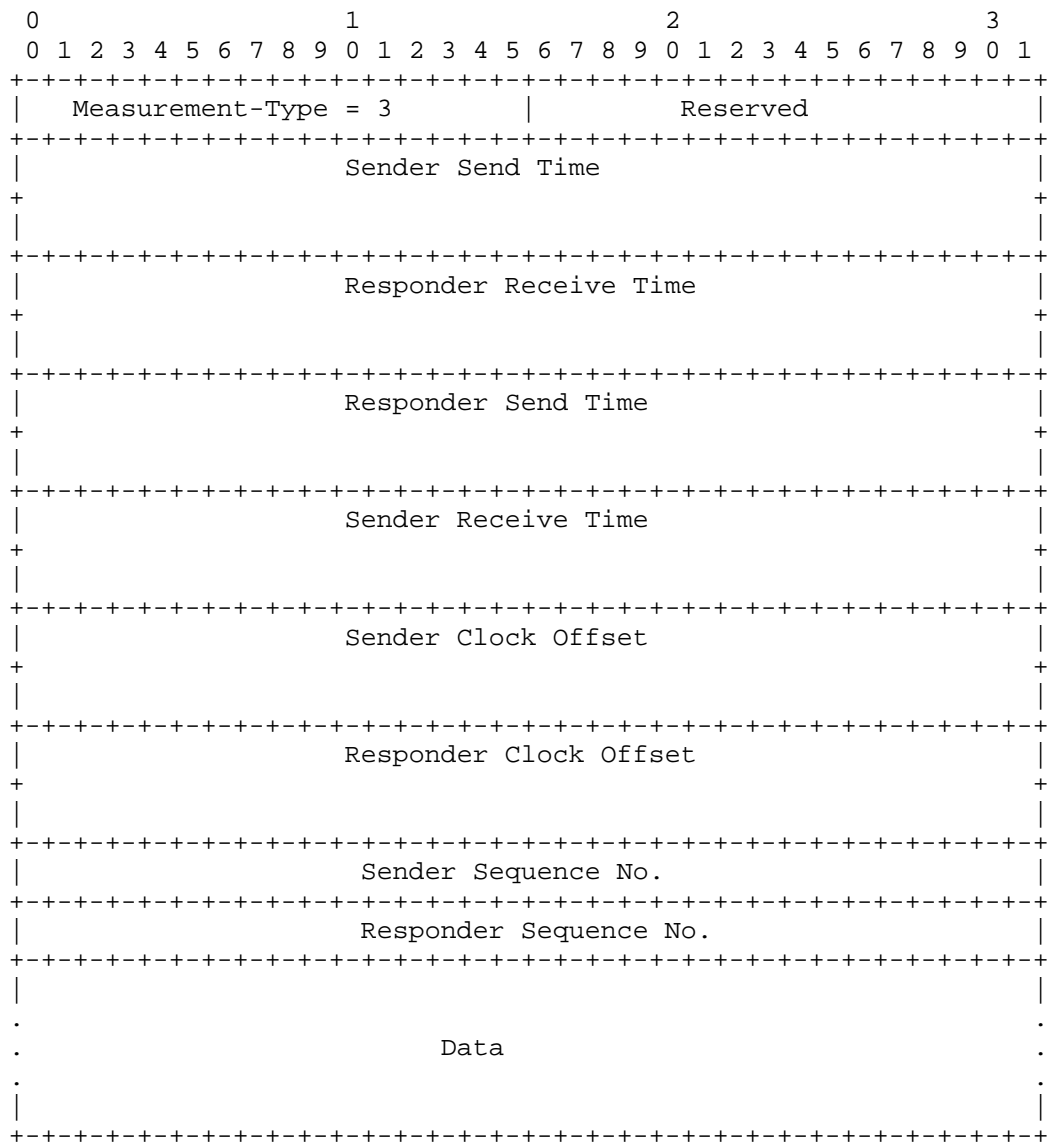 0                   1                   2                   3
0 1 2 3 4 5 6 7 8 9 0 1 2 3 4 5 6 7 8 9 0 1 2 3 4 5 6 7 8 9 0 1
Measurement-Type = 3 | Reserved
Sender Send Time
Responder Receive Time
Responder Send Time
Sender Receive Time
Sender Clock Offset
Responder Clock Offset
Sender Sequence No.
Responder Sequence No.
Data